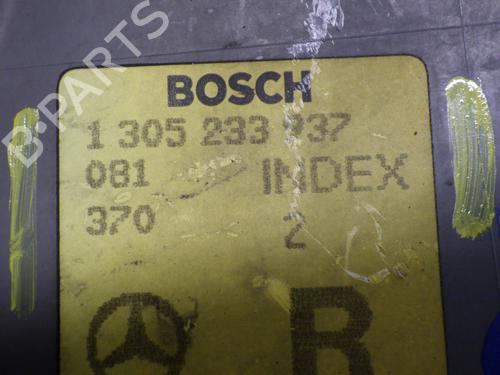 B-PARTS
BOSCH
1 305 233 937
081 INDEX
370 2
R